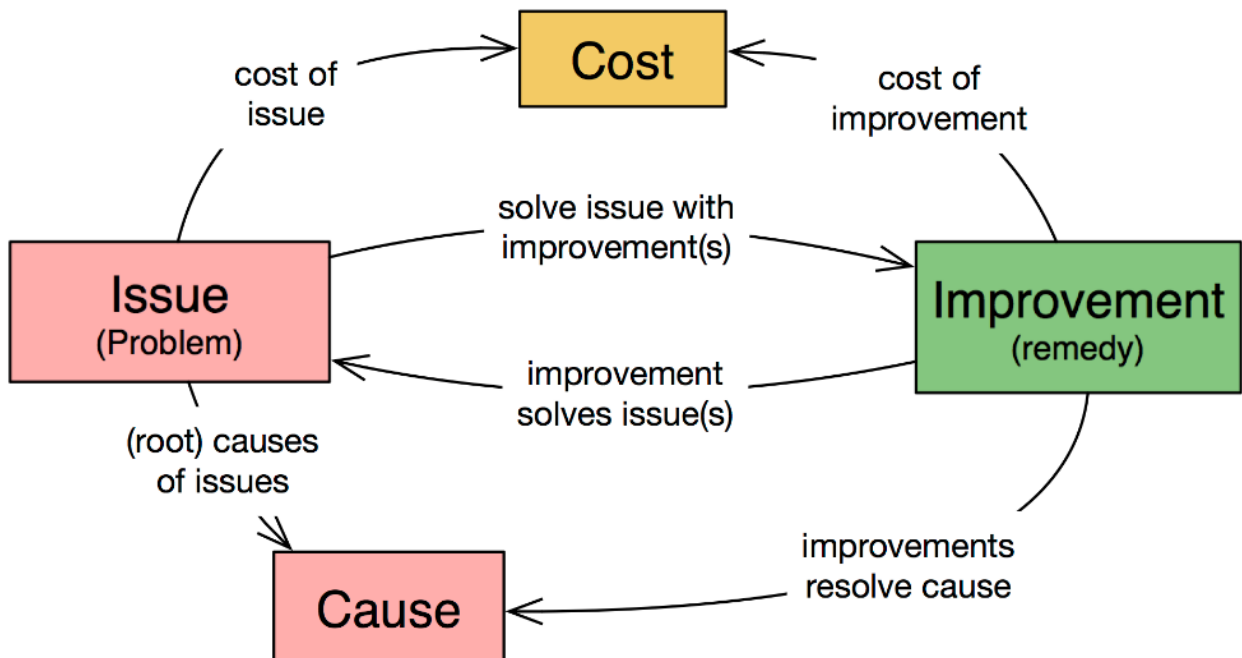 Cost
cost of
issue
cost of
improvement
solve issue with
improvement(s)
Issue
(Problem)
Improvement
(remedy)
improvement
solves issue(s)
(root) causes
of issues
improvements
resolve cause
Cause